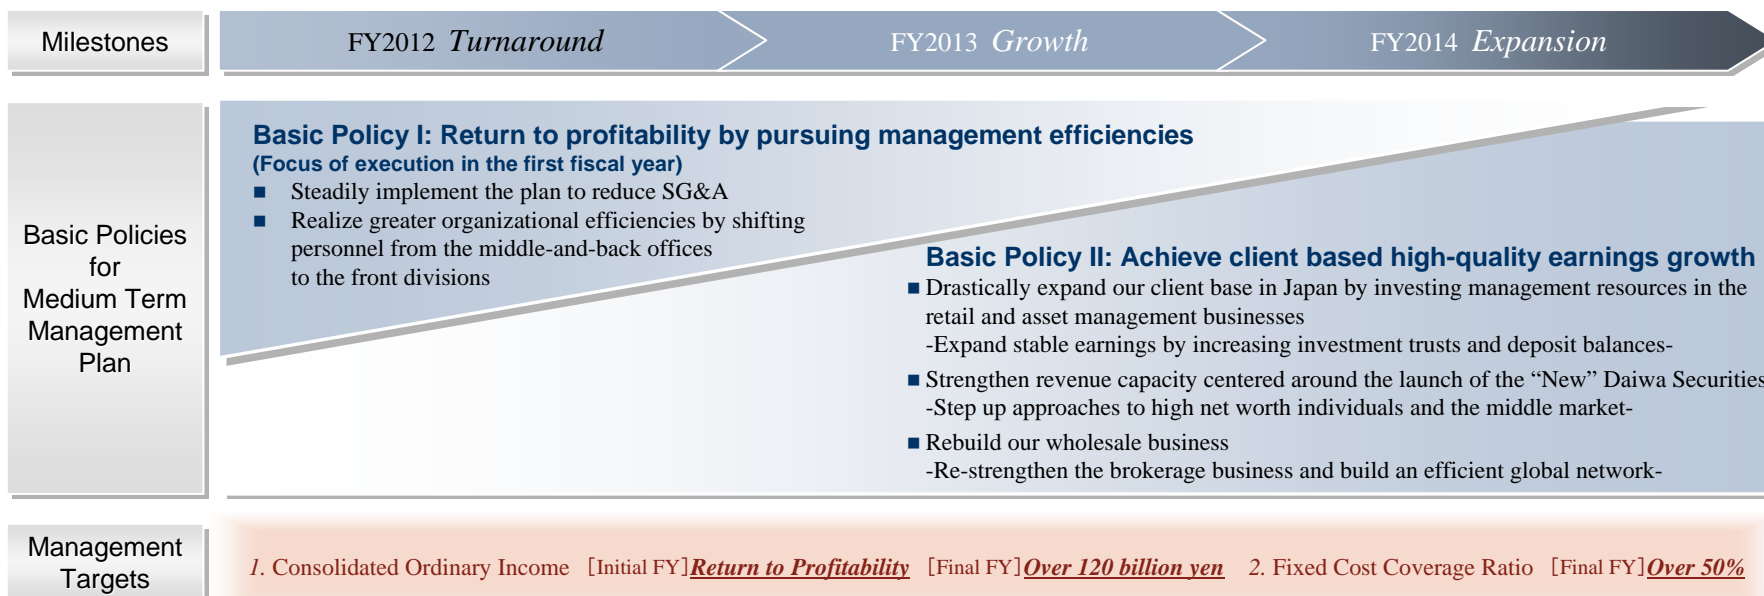 Milestones
FY2012 Turnaround
FY2013 Growth
FY2014 Expansion
Basic Policies
for
Medium Term
Management
Plan
Basic Policy I: Return to profitability by pursuing management efficiencies
(Focus of execution in the first fiscal year)
■ Steadily implement the plan to reduce SG&A
■ Realize greater organizational efficiencies by shifting
personnel from the middle-and-back offices
to the front divisions
Basic Policy II: Achieve client based high-quality earnings growth
■ Drastically expand our client base in Japan by investing management resources in the
retail and asset management businesses
-Expand stable earnings by increasing investment trusts and deposit balances-
■ Strengthen revenue capacity centered around the launch of the “New” Daiwa Securities
-Step up approaches to high net worth individuals and the middle market-
■ Rebuild our wholesale business
-Re-strengthen the brokerage business and build an efficient global network-
Management
Targets
1. Consolidated Ordinary Income [Initial FY]Return to Profitability [Final FY]Over 120 billion yen 2. Fixed Cost Coverage Ratio [Final FY]Over 50%